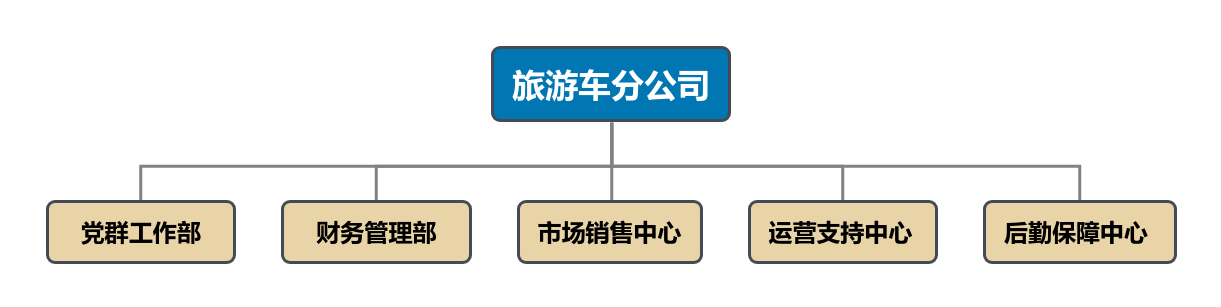 旅游车分公司
党群工作部
财务管理部
市场销售中心
运营支持中心
后勤保障中心